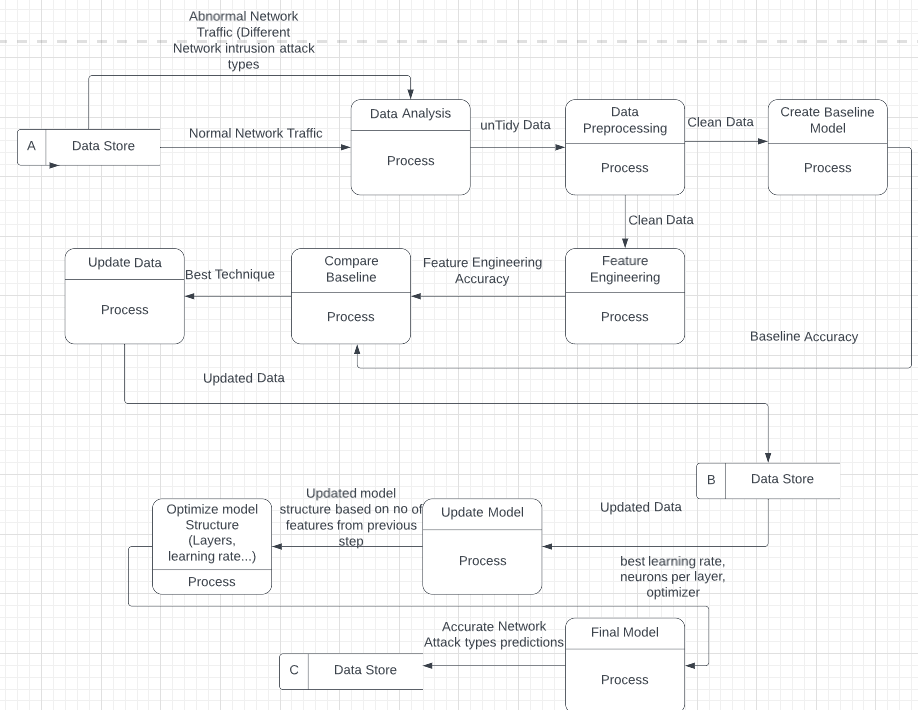 Abnormal Network
Traffic (Different
Network intrusion attack
types
A
Data Store
Normal Network Traffic
Data Analysis
Process
unTidy Data
Data
Preprocessing
Process
Clean Data
Create Baseline
Model
Process
Clean Data
Update Data
Process
Best Technique
Compare
Baseline
Process
Feature Engineering
Accuracy
Feature
Engineering
Process
Baseline Accuracy
Updated Data
B
Data Store
Optimize model
Structure
(Layers,
learning rate...)
Process
Updated model
structure based on no of
features from previous
step
Update Model
Process
Updated Data
best learning rate,
neurons per layer,
optimizer
C
Data Store
Accurate Network
Attack types predictions
Final Model
Process